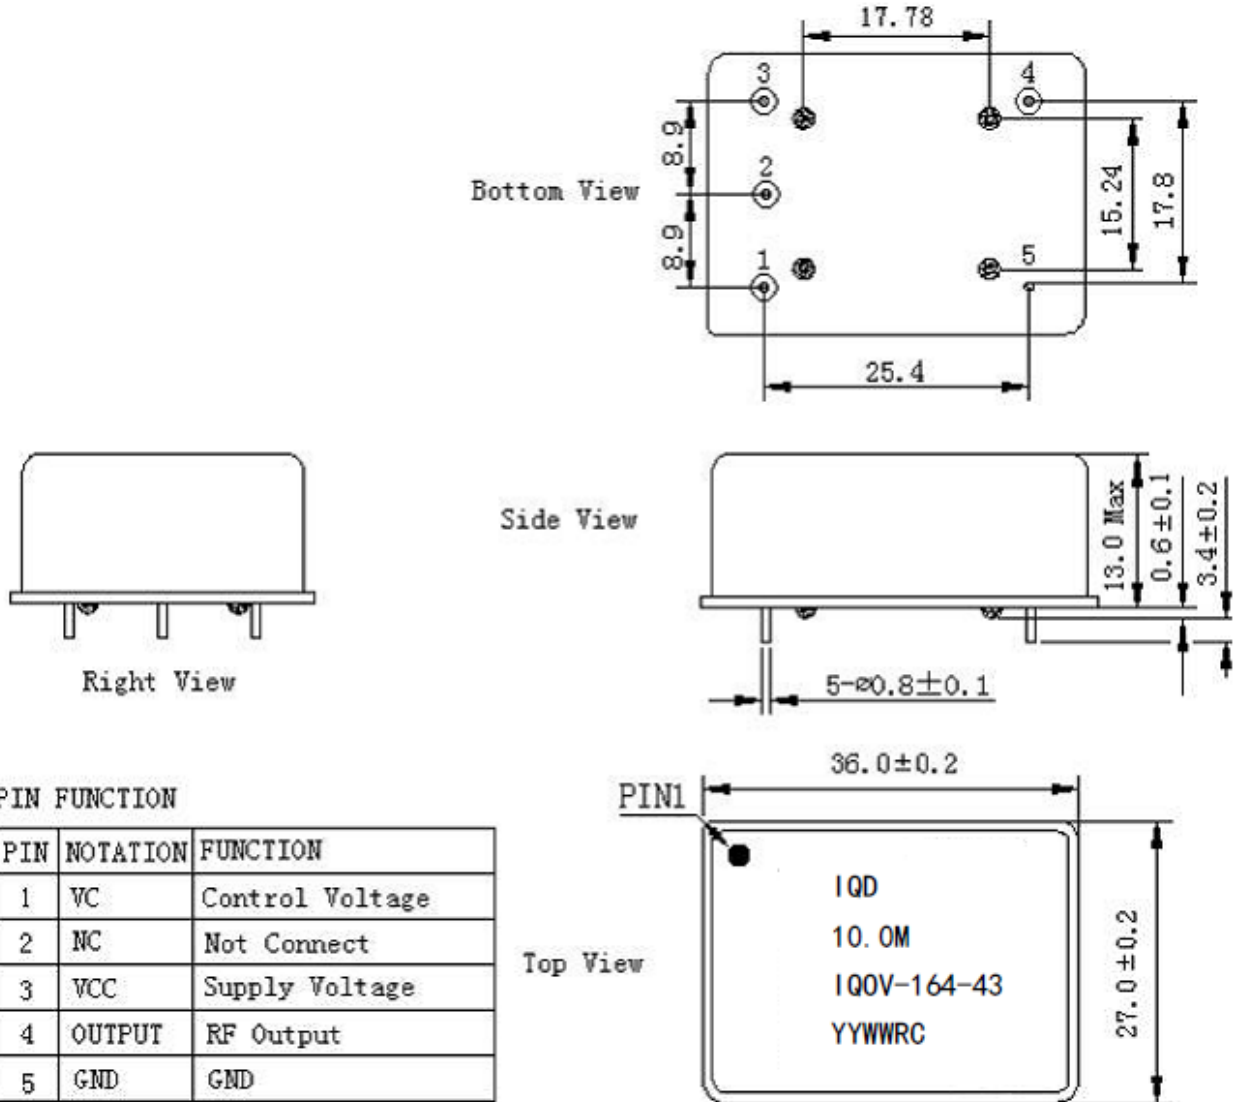 17.78
3
4
8.9
2
Bottom View
15.24
17.8
8.9
1
5
25.4
Side View
13.0 Max
0.6±0.1
3.4±0.2
Right View
5-⌀0.8±0.1
36.0±0.2
PIN FUNCTION
PIN1
PIN NOTATION FUNCTION
1 VC Control Voltage
2 NC Not Connect
3 VCC Supply Voltage
4 OUTPUT RF Output
5 GND GND
Top View
IQD
10.0M
IQOV-164-43
YYWWRC
27.0±0.2